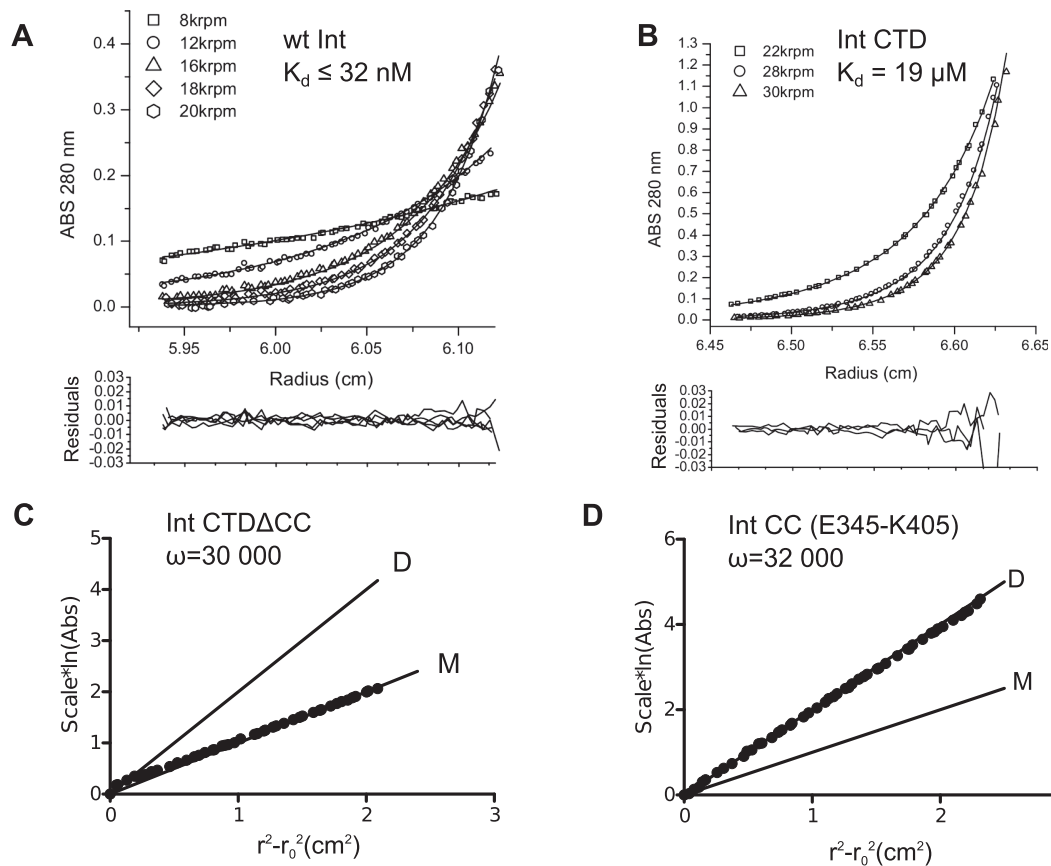 A
wt Int
K_d ≤ 32 nM
8krpm
12krpm
16krpm
18krpm
20krpm
ABS 280 nm
0.4
0.3
0.2
0.1
0.0
5.95 6.00 6.05 6.10
Radius (cm)
Residuals
0.03
0.02
0.01
0.00
-0.01
-0.02
-0.03
B
Int CTD
K_d = 19 µM
22krpm
28krpm
30krpm
ABS 280 nm
1.3
1.2
1.1
1.0
0.9
0.8
0.7
0.6
0.5
0.4
0.3
0.2
0.1
0.0
6.45 6.50 6.55 6.60 6.65
Radius (cm)
Residuals
0.03
0.02
0.01
0.00
-0.01
-0.02
-0.03
C
Int CTDΔCC
ω=30 000
D
M
Scale*ln(Abs)
5
4
3
2
1
0
0 1 2 3
r²-r₀²(cm²)
D
Int CC (E345-K405)
ω=32 000
D
M
Scale*ln(Abs)
6
4
2
0
0 1 2
r²-r₀²(cm²)